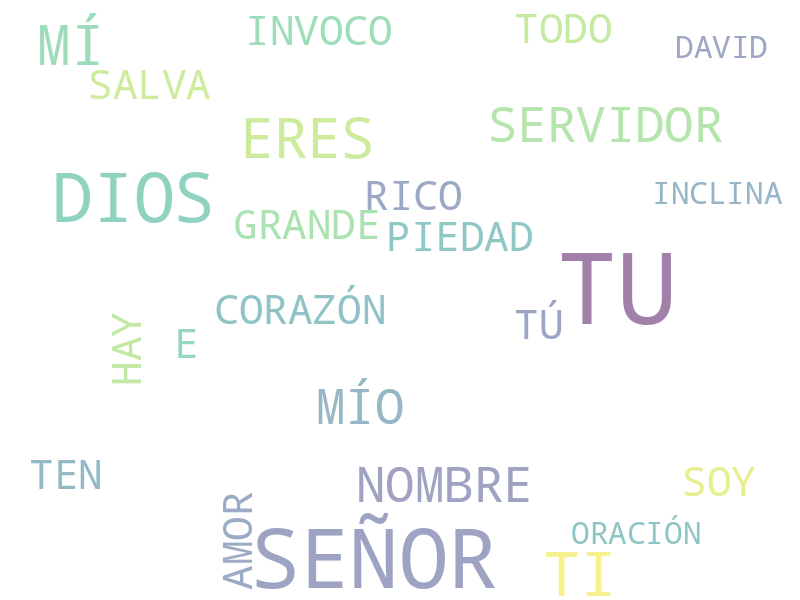 MÍ
INVOCO
TODO
DAVID
SALVA
ERES
SERVIDOR
DIOS
RICO
INCLINA
GRANDE
PIEDAD
TU
CORAZÓN
TÚ
HAY
E
MÍO
TEN
NOMBRE
SOY
AMOR
SEÑOR
ORACIÓN
TI